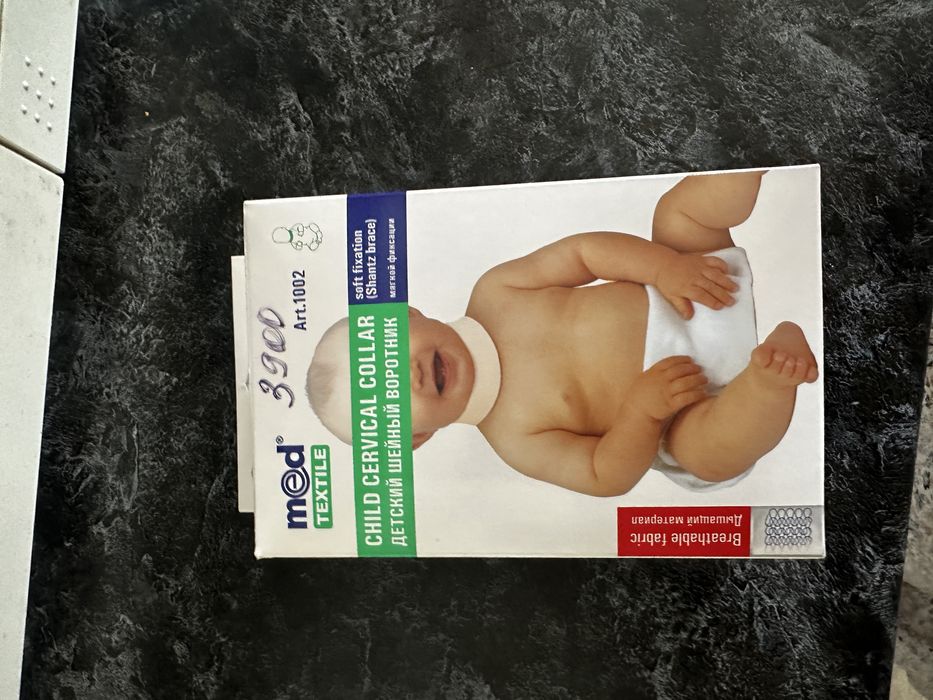 3900
Art.1002
med®
TEXTILE
soft fixation
(Shantz brace)
мягкой фиксации
CHILD CERVICAL COLLAR
ДЕТСКИЙ ШЕЙНЫЙ ВОРОТНИК
Breathable fabric
Дышащий материал